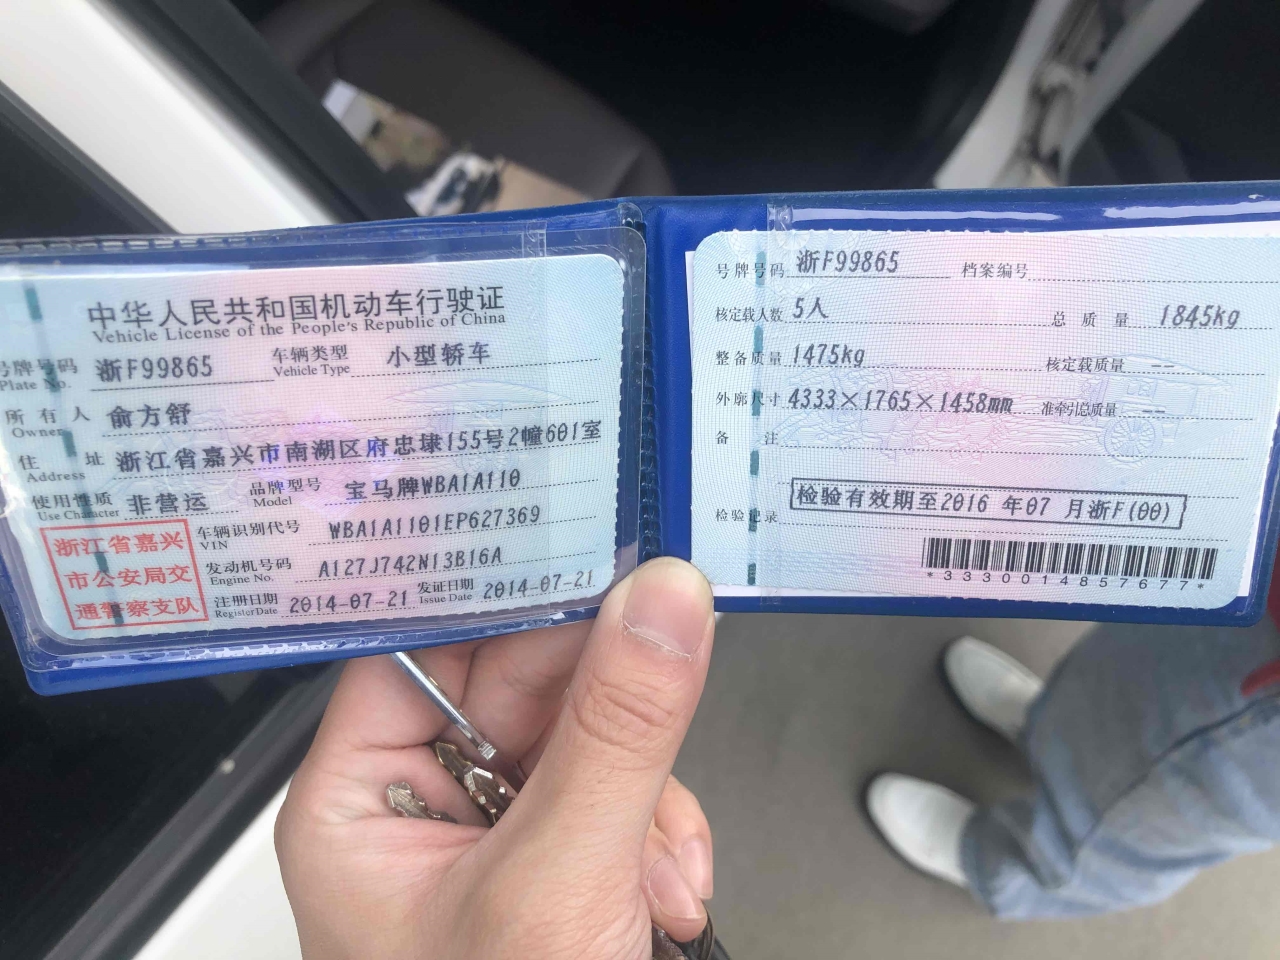 中华人民共和国机动车行驶证
Vehicle License of the People's Republic of China
号牌号码 浙F99865 车辆类型 小型轿车
Plate No. Vehicle Type
所有人 俞方舒
Owner
住址 浙江省嘉兴市南湖区府忠埭155号2幢601室
Address
使用性质 非营运 品牌型号 宝马牌WBA1A110
Use Character Model
浙江省嘉兴
市公安局交
通警察支队
车辆识别代号 WBA1A1101EP627369
VIN
发动机号码 A127J742N13B16A
Engine No.
注册日期 2014-07-21 发证日期 2014-07-21
Register Date Issue Date
号牌号码 浙F99865 档案编号
核定载人数 5人 总质量 1845kg
整备质量 1475kg 核定载质量 --
外廓尺寸 4333×1765×1458mm 准牵引总质量 --
备注
检验记录 检验有效期至2016 年07 月浙F(00)
*3330014857677*